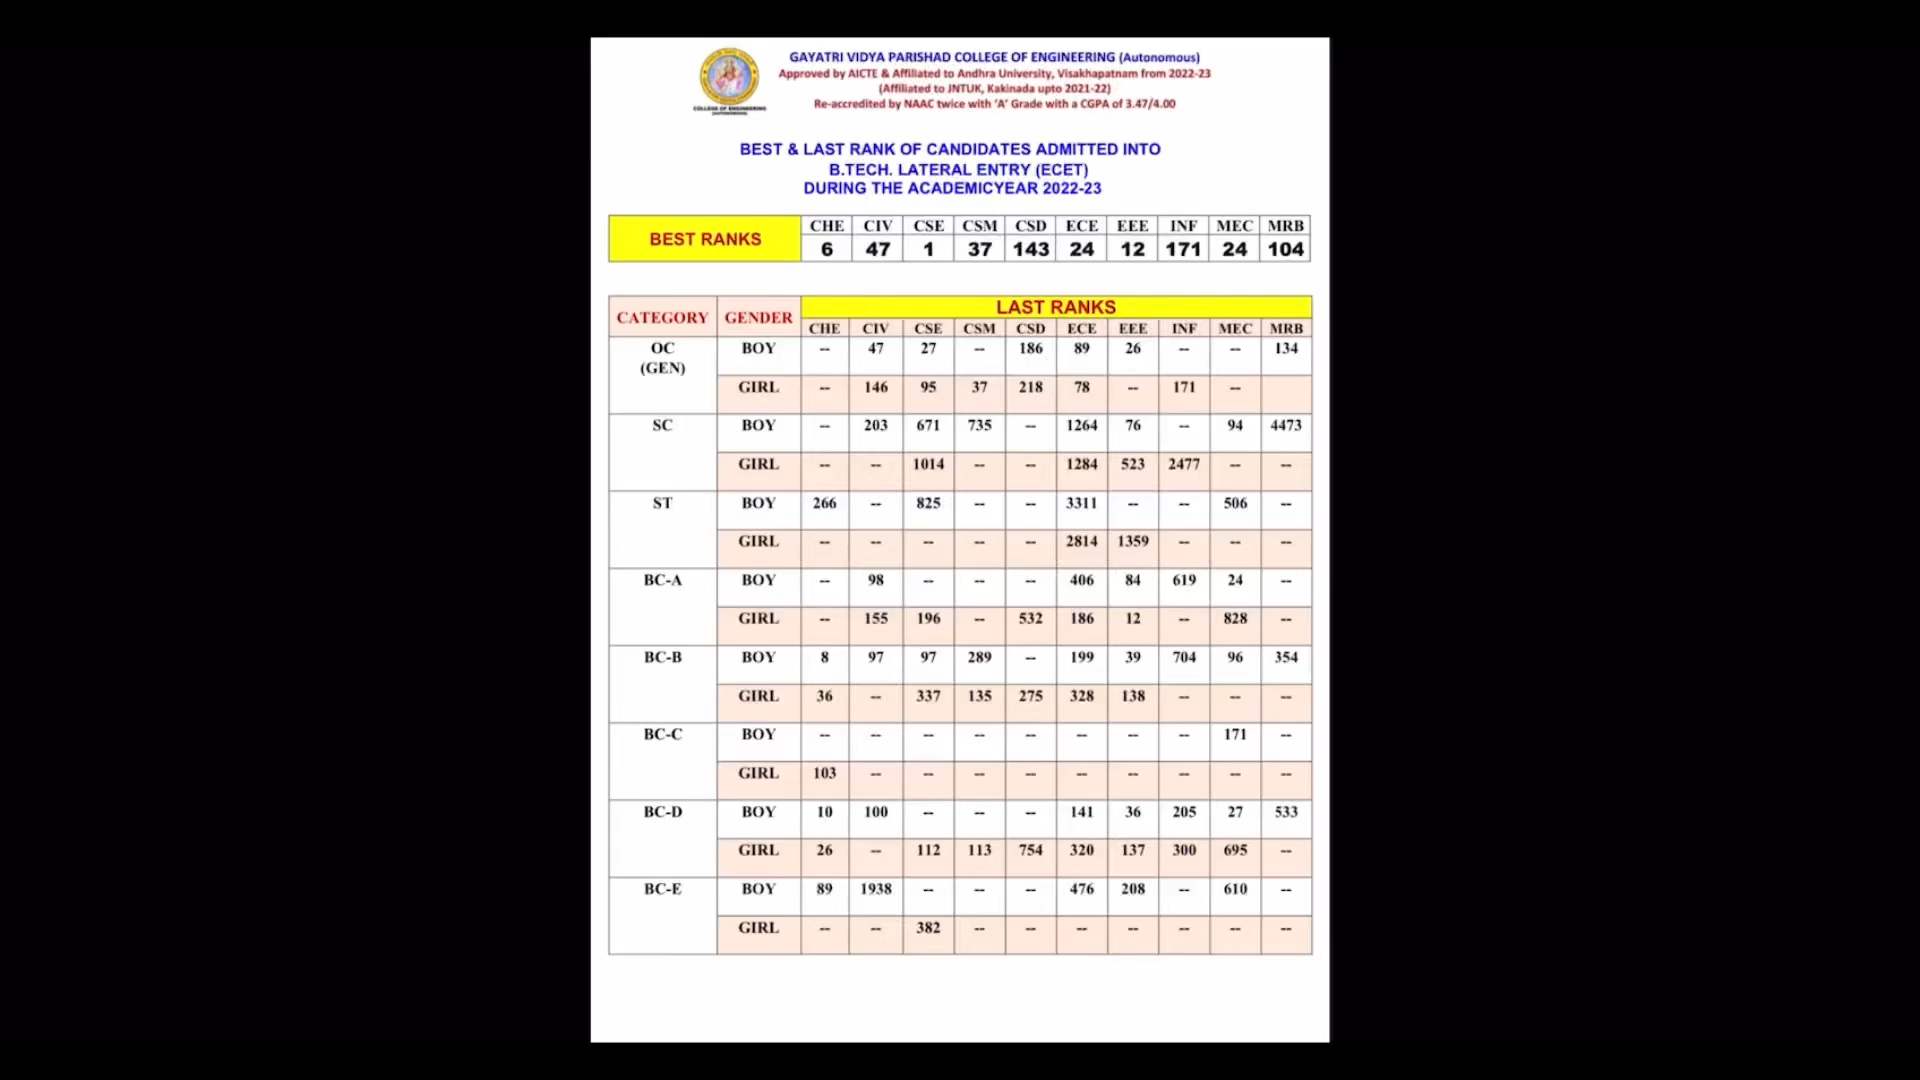 GAYATRI VIDYA PARISHAD COLLEGE OF ENGINEERING (Autonomous)
Approved by AICTE & Affiliated to Andhra University, Visakhapatnam from 2022-23
(Affiliated to JNTUK, Kakinada upto 2021-22)
Re-accredited by NAAC twice with 'A' Grade with a CGPA of 3.47/4.00
COLLEGE OF ENGINEERING
(AUTONOMOUS)
BEST & LAST RANK OF CANDIDATES ADMITTED INTO
B.TECH. LATERAL ENTRY (ECET)
DURING THE ACADEMICYEAR 2022-23
BEST RANKS CHE CIV CSE CSM CSD ECE EEE INF MEC MRB
6 47 1 37 143 24 12 171 24 104
CATEGORY GENDER LAST RANKS
CHE CIV CSE CSM CSD ECE EEE INF MEC MRB
OC (GEN) BOY -- 47 27 -- 186 89 26 -- -- 134
GIRL -- 146 95 37 218 78 -- 171 --
SC BOY -- 203 671 735 -- 1264 76 -- 94 4473
GIRL -- -- 1014 -- -- 1284 523 2477 -- --
ST BOY 266 -- 825 -- -- 3311 -- -- 506 --
GIRL -- -- -- -- -- 2814 1359 -- -- --
BC-A BOY -- 98 -- -- -- 406 84 619 24 --
GIRL -- 155 196 -- 532 186 12 -- 828 --
BC-B BOY 8 97 97 289 -- 199 39 704 96 354
GIRL 36 -- 337 135 275 328 138 -- -- --
BC-C BOY -- -- -- -- -- -- -- -- 171 --
GIRL 103 -- -- -- -- -- -- -- -- --
BC-D BOY 10 100 -- -- -- 141 36 205 27 533
GIRL 26 -- 112 113 754 320 137 300 695 --
BC-E BOY 89 1938 -- -- -- 476 208 -- 610 --
GIRL -- -- 382 -- -- -- -- -- -- --